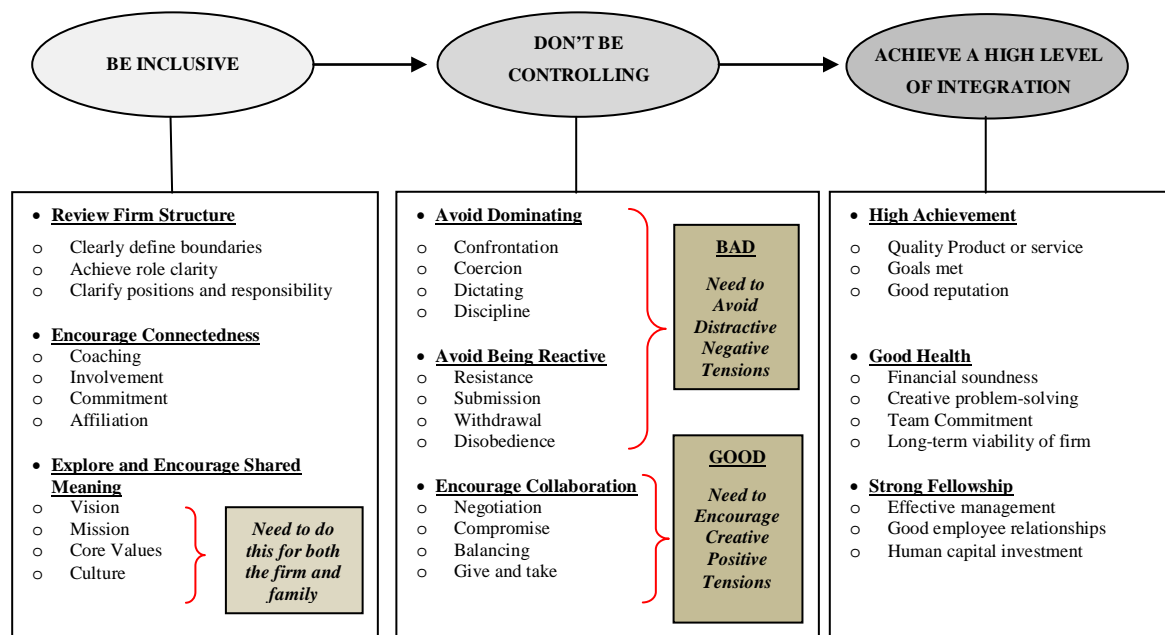 BE INCLUSIVE
DON'T BE
CONTROLLING
ACHIEVE A HIGH LEVEL
OF INTEGRATION
• Review Firm Structure
o Clearly define boundaries
o Achieve role clarity
o Clarify positions and responsibility
• Encourage Connectedness
o Coaching
o Involvement
o Commitment
o Affiliation
• Explore and Encourage Shared
Meaning
o Vision
o Mission
o Core Values
o Culture
Need to do
this for both
the firm and
family
• Avoid Dominating
o Confrontation
o Coercion
o Dictating
o Discipline
• Avoid Being Reactive
o Resistance
o Submission
o Withdrawal
o Disobedience
• Encourage Collaboration
o Negotiation
o Compromise
o Balancing
o Give and take
BAD
Need to
Avoid
Distractive
Negative
Tensions
GOOD
Need to
Encourage
Creative
Positive
Tensions
• High Achievement
o Quality Product or service
o Goals met
o Good reputation
• Good Health
o Financial soundness
o Creative problem-solving
o Team Commitment
o Long-term viability of firm
• Strong Fellowship
o Effective management
o Good employee relationships
o Human capital investment